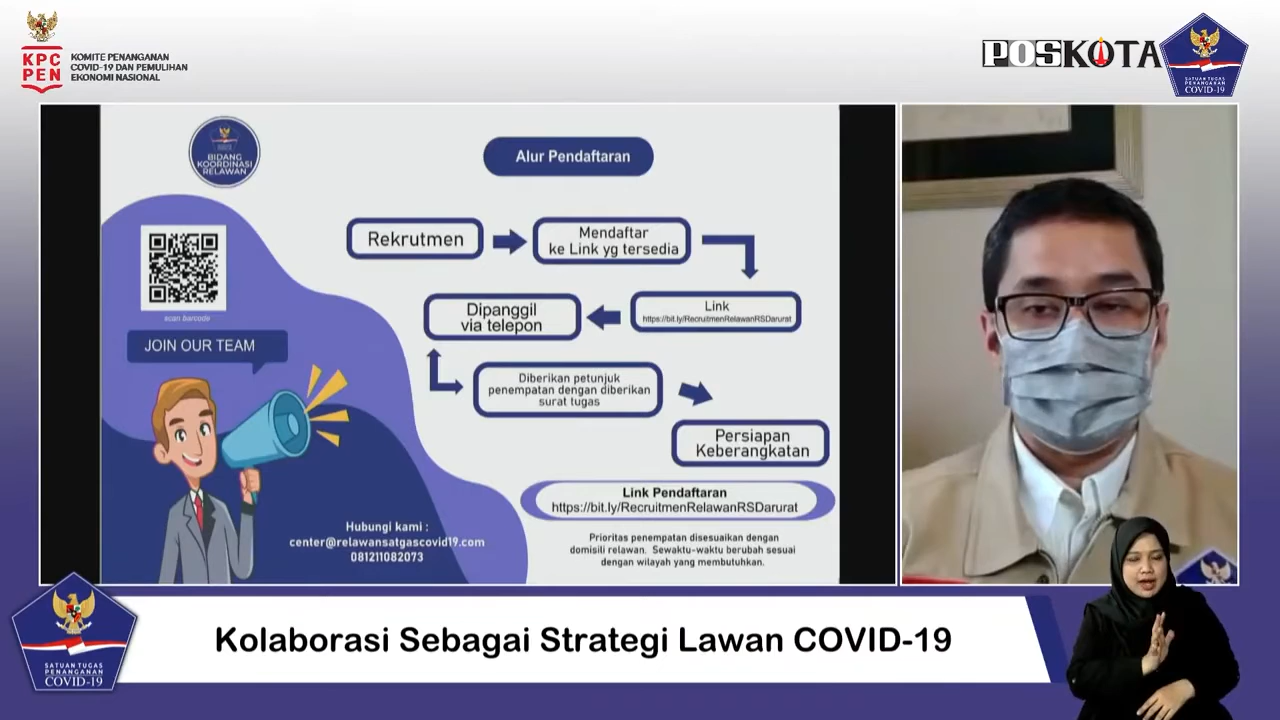 KPC
PEN
KOMITE PENANGANAN
COVID-19 DAN PEMULIHAN
EKONOMI NASIONAL
POSKOTA
SATUAN TUGAS
PENANGANAN
COVID-19
BIDANG
KOORDINASI
RELAWAN
Alur Pendaftaran
Rekrutmen
Mendaftar
ke Link yg tersedia
Link
https://bit.ly/RecruitmenRelawanRSDarurat
Dipanggil
via telepon
Diberikan petunjuk
penempatan dengan diberikan
surat tugas
Persiapan
Keberangkatan
scan barcode
JOIN OUR TEAM
Link Pendaftaran
https://bit.ly/RecruitmenRelawanRSDarurat
Prioritas penempatan disesuaikan dengan
domisili relawan. Sewaktu-waktu berubah sesuai
dengan wilayah yang membutuhkan.
Hubungi kami :
center@relawansatgascovid19.com
081211082073
SATUAN TUGAS
PENANGANAN
COVID-19
Kolaborasi Sebagai Strategi Lawan COVID-19